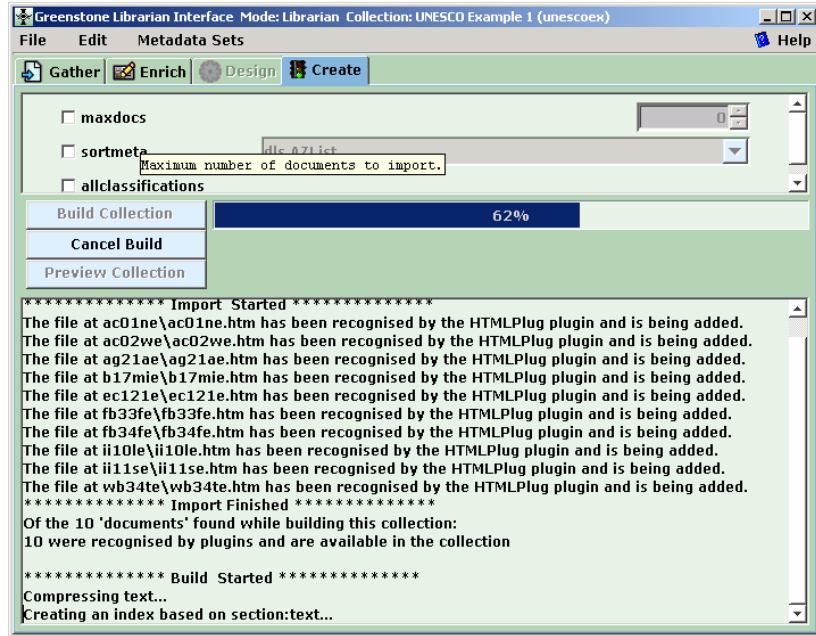 Greenstone Librarian Interface Mode: Librarian Collection: UNESCO Example 1 (unescoex)
File Edit Metadata Sets Help
Gather Enrich Design Create
maxdocs 0
sortmeta dls.AZList
Maximum number of documents to import.
allclassifications
Build Collection 62%
Cancel Build
Preview Collection
************** Import Started **************
The file at ac01ne\ac01ne.htm has been recognised by the HTMLPlug plugin and is being added.
The file at ac02we\ac02we.htm has been recognised by the HTMLPlug plugin and is being added.
The file at ag21ae\ag21ae.htm has been recognised by the HTMLPlug plugin and is being added.
The file at b17mie\b17mie.htm has been recognised by the HTMLPlug plugin and is being added.
The file at ec121e\ec121e.htm has been recognised by the HTMLPlug plugin and is being added.
The file at fb33fe\fb33fe.htm has been recognised by the HTMLPlug plugin and is being added.
The file at fb34fe\fb34fe.htm has been recognised by the HTMLPlug plugin and is being added.
The file at ii10le\ii10le.htm has been recognised by the HTMLPlug plugin and is being added.
The file at ii11se\ii11se.htm has been recognised by the HTMLPlug plugin and is being added.
The file at wb34te\wb34te.htm has been recognised by the HTMLPlug plugin and is being added.
************** Import Finished **************
Of the 10 'documents' found while building this collection:
10 were recognised by plugins and are available in the collection
************** Build Started **************
Compressing text...
Creating an index based on section:text...